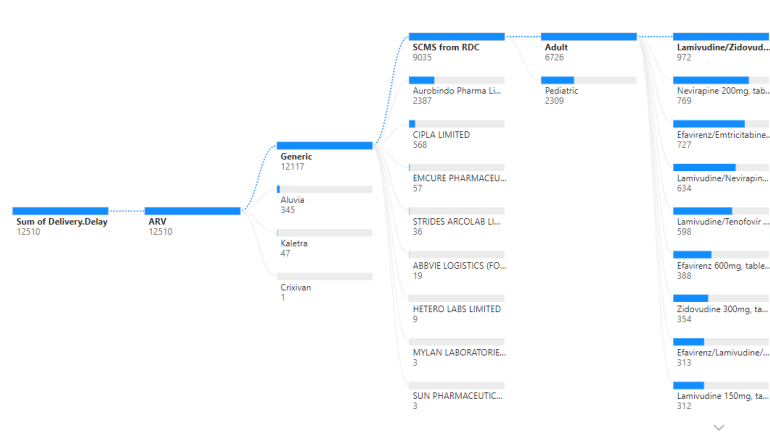 Sum of Delivery.Delay
12510
ARV
12510
Generic
12117
Aluvia
345
Kaletra
47
Crixivan
1
SCMS from RDC
9035
Aurobindo Pharma Li...
2387
CIPLA LIMITED
568
EMCURE PHARMACEU...
57
STRIDES ARCOLAB LI...
36
ABBVIE LOGISTICS (FO...
19
HETERO LABS LIMITED
9
MYLAN LABORATORIE...
3
SUN PHARMACEUTIC...
3
Adult
6726
Pediatric
2309
Lamivudine/Zidovud...
972
Nevirapine 200mg, tab...
769
Efavirenz/Emtricitabine...
727
Lamivudine/Nevirapin...
634
Lamivudine/Tenofovir ...
598
Efavirenz 600mg, table...
388
Zidovudine 300mg, ta...
354
Efavirenz/Lamivudine/...
313
Lamivudine 150mg, ta...
312